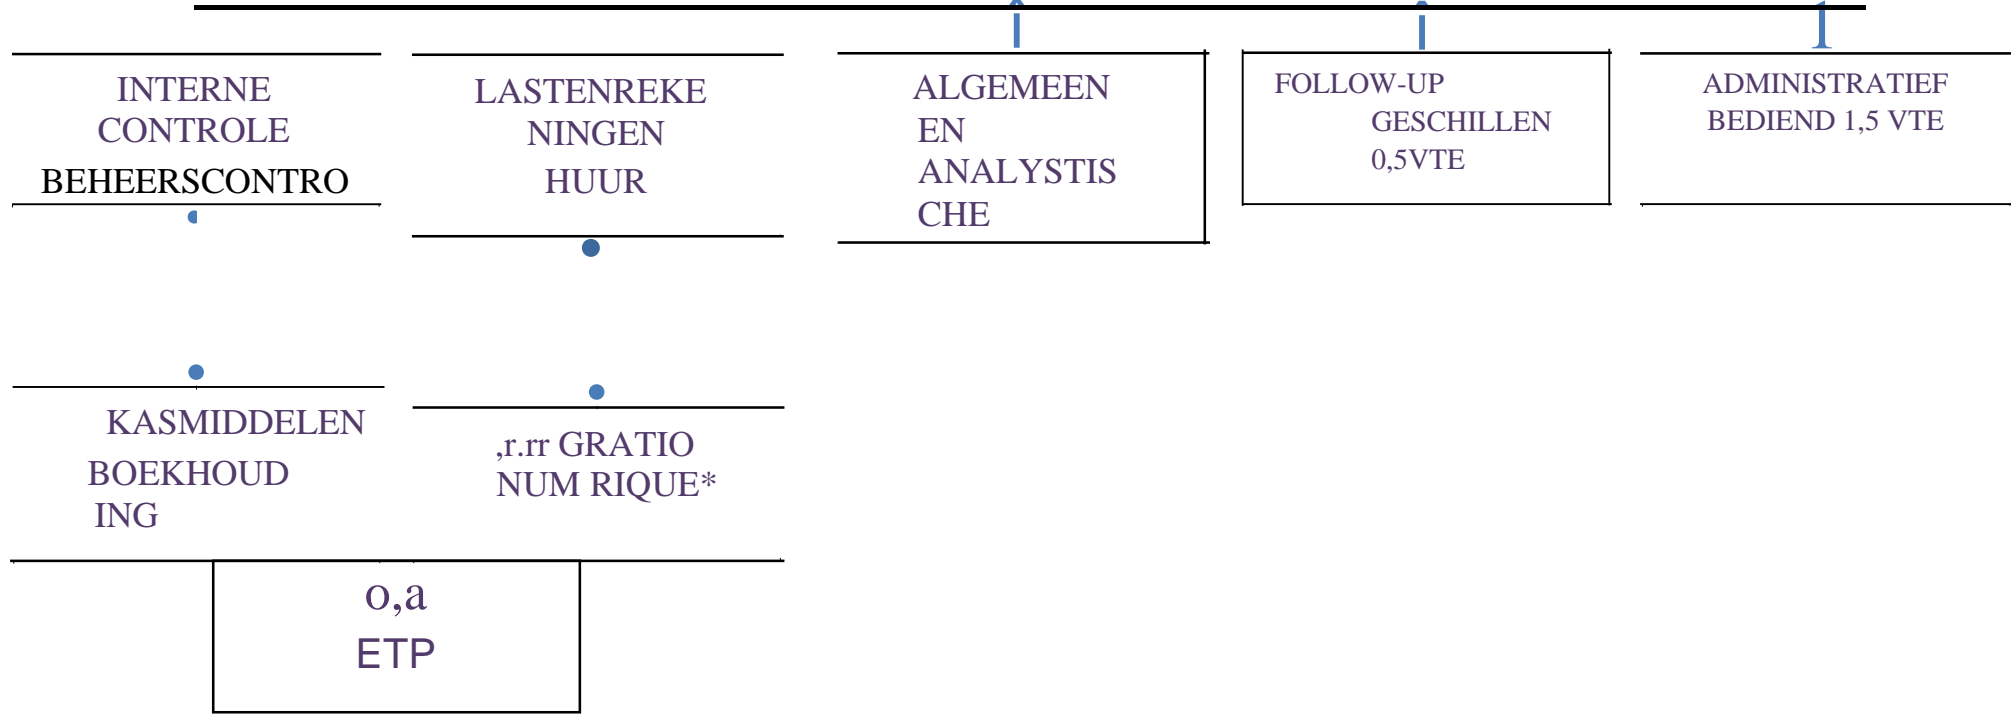 INTERNE
CONTROLE
BEHEERSCONTRO
LASTENREKE
NINGEN
HUUR
ALGEMEEN
EN
ANALYSTIS
CHE
FOLLOW-UP
GESCHILLEN
0,5VTE
ADMINISTRATIEF
BEDIEND 1,5 VTE
KASMIDDELEN
BOEKHOUD
ING
,r.rr GRATIO
NUM RIQUE*
o,a
ETP